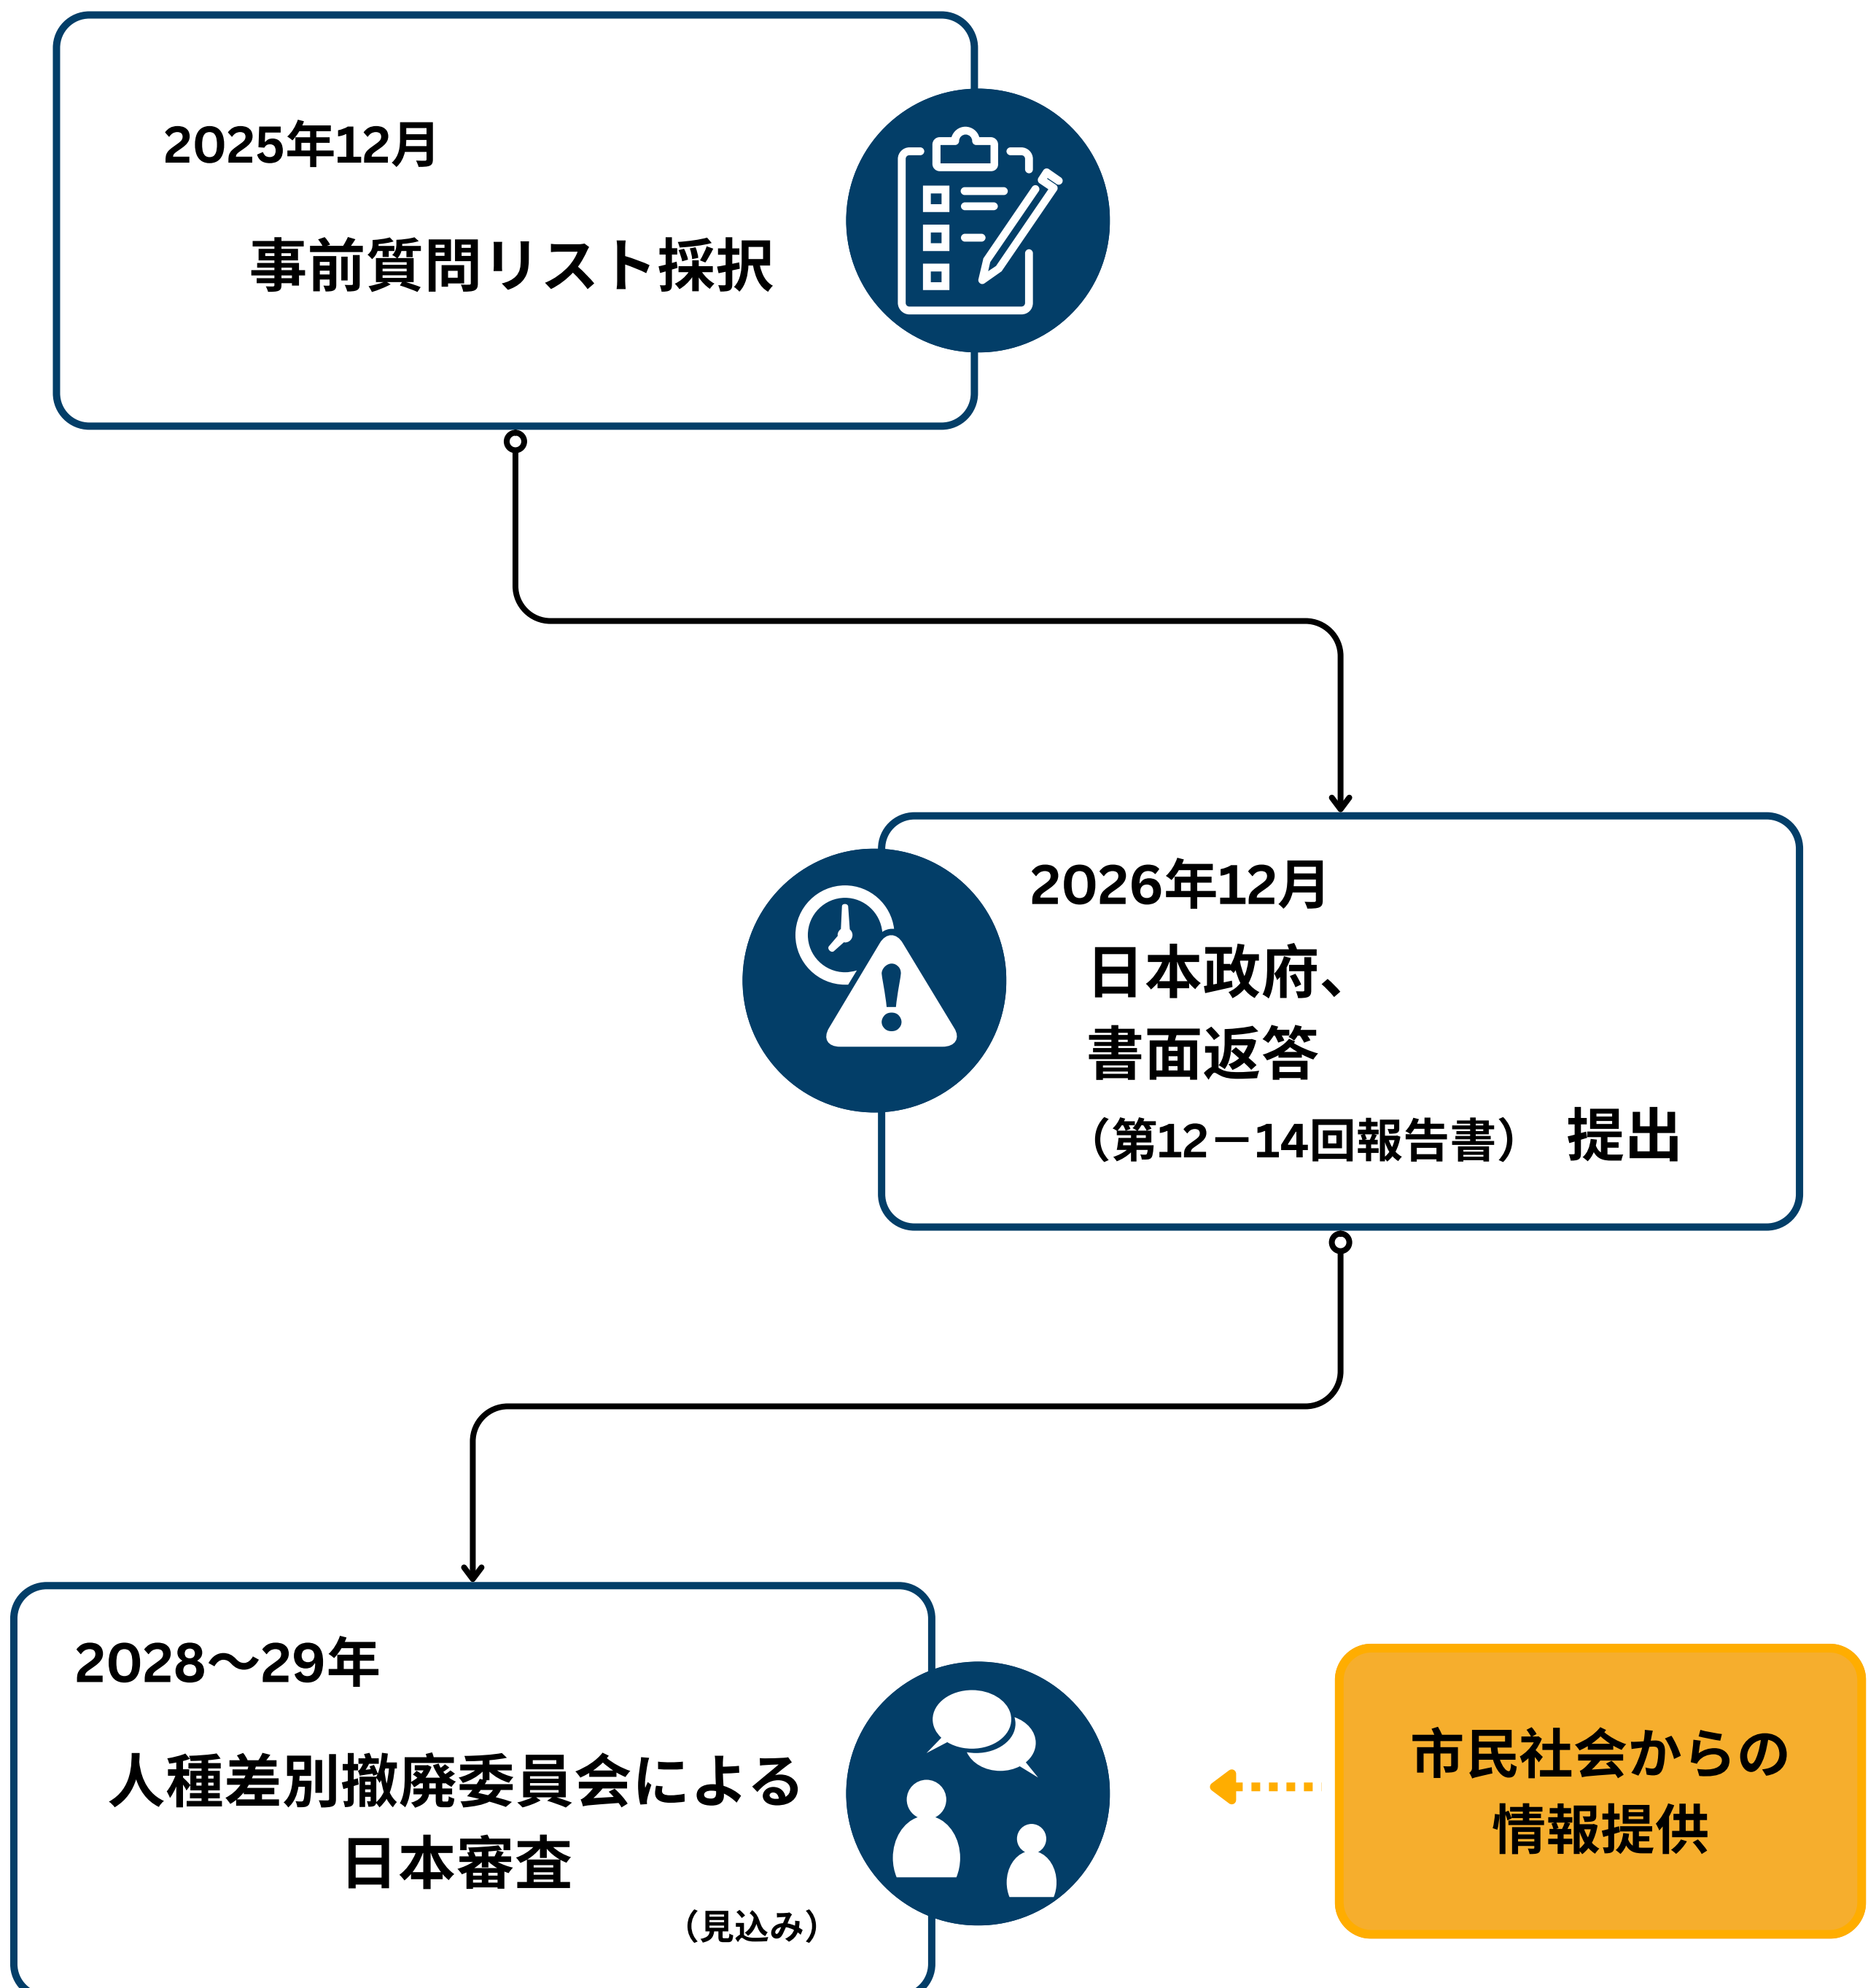 2025年12月
事前質問リスト採択
2026年12月
日本政府、
書面返答
（第12－14回報告書） 提出
2028〜29年
人種差別撤廃委員会による
日本審査
（見込み）
市民社会からの
情報提供